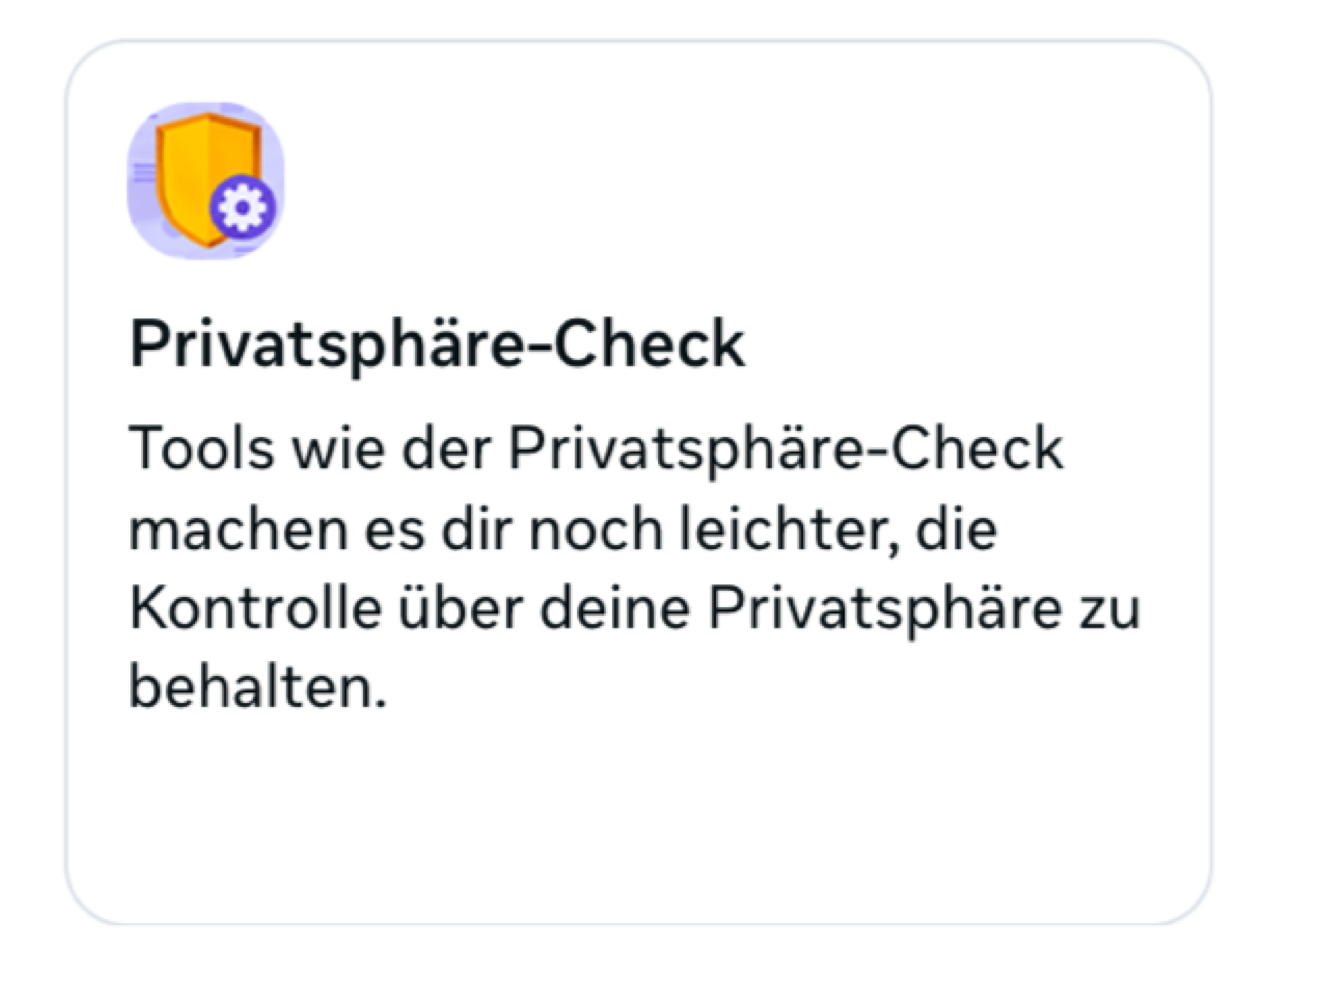 Privatsphäre-Check
Tools wie der Privatsphäre-Check
machen es dir noch leichter, die
Kontrolle über deine Privatsphäre zu
behalten.